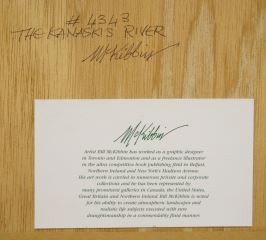 # 4343
THE KANASKIS RIVER
McKibbin
McKibbin
Artist Bill McKibbin has worked as a graphic designer
in Toronto and Edmonton and as a freelance illustrator
in the ultra competitive book publishing field in Belfast,
Northern Ireland and New York's Madison Avenue.
His art work is carried in numerous private and corporate
collections and he has been represented by
many prominent galleries in Canada, the United States,
Great Britain and Northern Ireland. Bill McKibbin is noted
for his ability to create atmospheric landscapes and
realistic life subjects executed with sure
draughtsmanship in a commendably fluid manner.